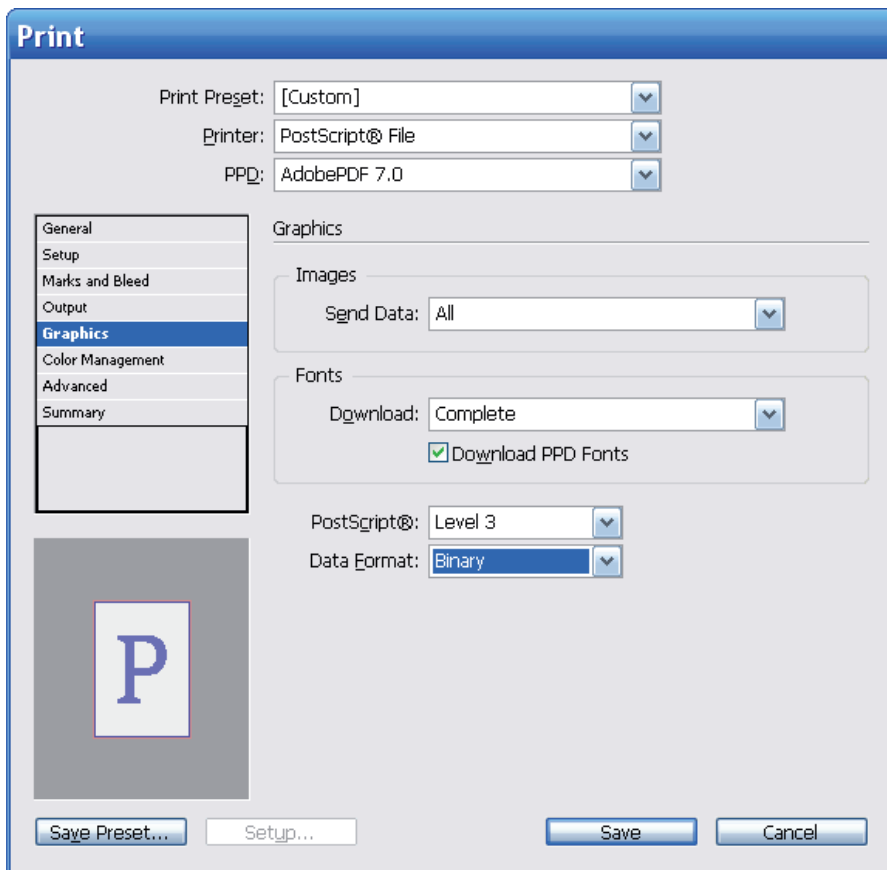 Print
Print Preset: [Custom]
Printer: PostScript® File
PPD: AdobePDF 7.0
General
Setup
Marks and Bleed
Output
Graphics
Color Management
Advanced
Summary
Graphics
Images
Send Data: All
Fonts
Download: Complete
Download PPD Fonts
PostScript®: Level 3
Data Format: Binary
P
Save Preset... Setup... Save Cancel